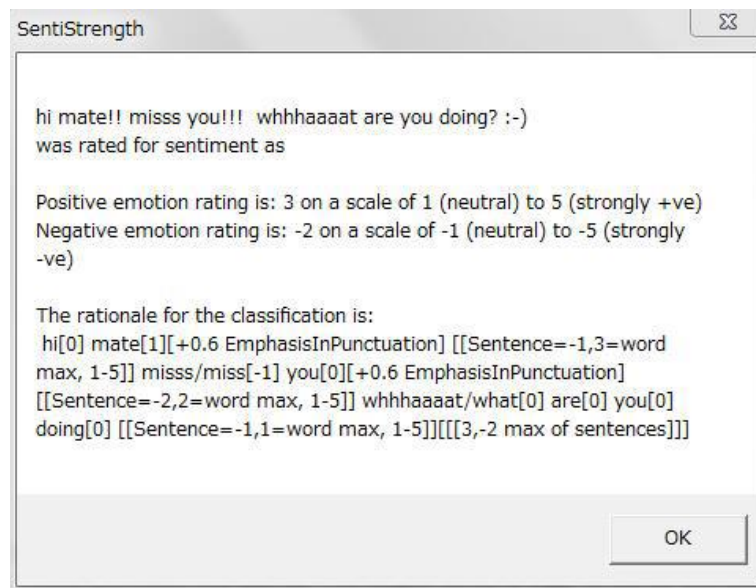 SentiStrength
hi mate!! misss you!!!  whhhaaaat are you doing? :-)
was rated for sentiment as
Positive emotion rating is: 3 on a scale of 1 (neutral) to 5 (strongly +ve)
Negative emotion rating is: -2 on a scale of -1 (neutral) to -5 (strongly
-ve)
The rationale for the classification is:
hi[0] mate[1][+0.6 EmphasisInPunctuation] [[Sentence=-1,3=word
max, 1-5]] misss/miss[-1] you[0][+0.6 EmphasisInPunctuation]
[[Sentence=-2,2=word max, 1-5]] whhhaaaat/what[0] are[0] you[0]
doing[0] [[Sentence=-1,1=word max, 1-5]][[[3,-2 max of sentences]]]
OK